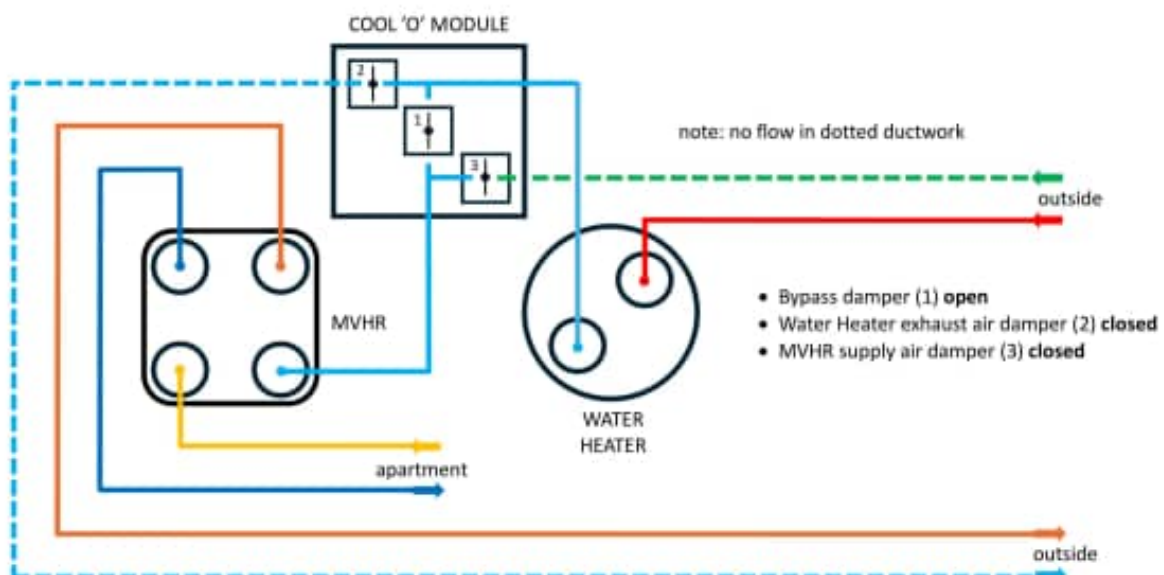 COOL 'O' MODULE
2
1
3
note: no flow in dotted ductwork
outside
• Bypass damper (1) open
• Water Heater exhaust air damper (2) closed
• MVHR supply air damper (3) closed
MVHR
WATER
HEATER
apartment
outside